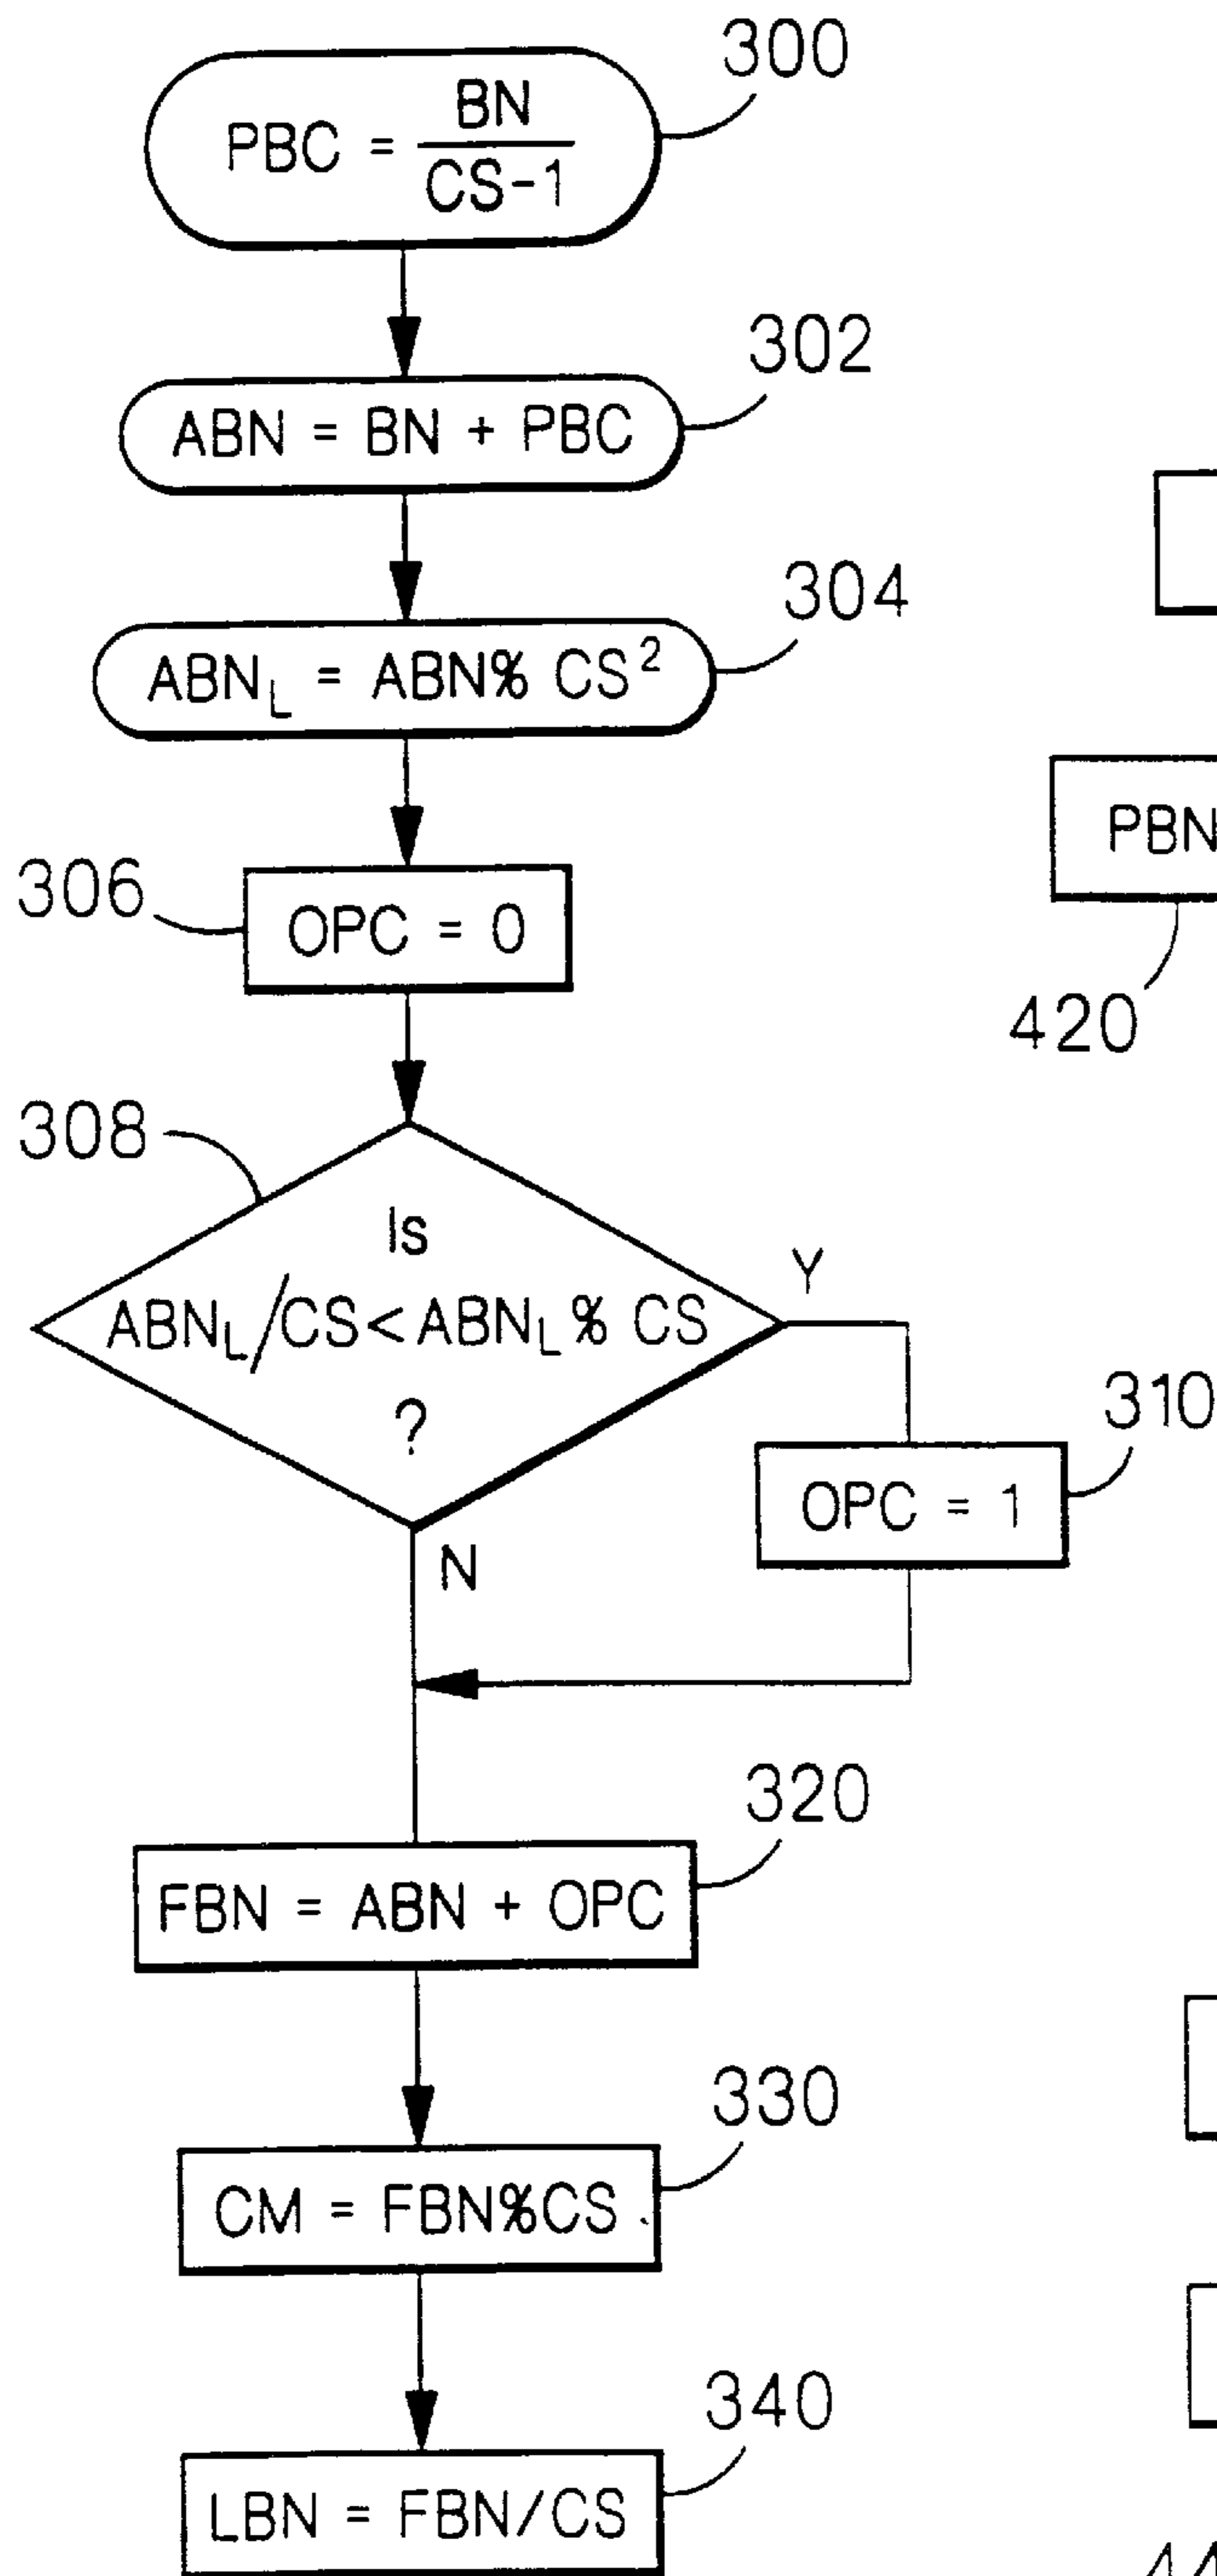 300
PBC = BN
CS-1
302
ABN = BN + PBC
304
ABN_L = ABN% CS²
306
OPC = 0
PBN
420
308
Is
ABN_L/CS<ABN_L% CS
?
Y
N
310
OPC = 1
320
FBN = ABN + OPC
330
CM = FBN%CS
340
LBN = FBN/CS